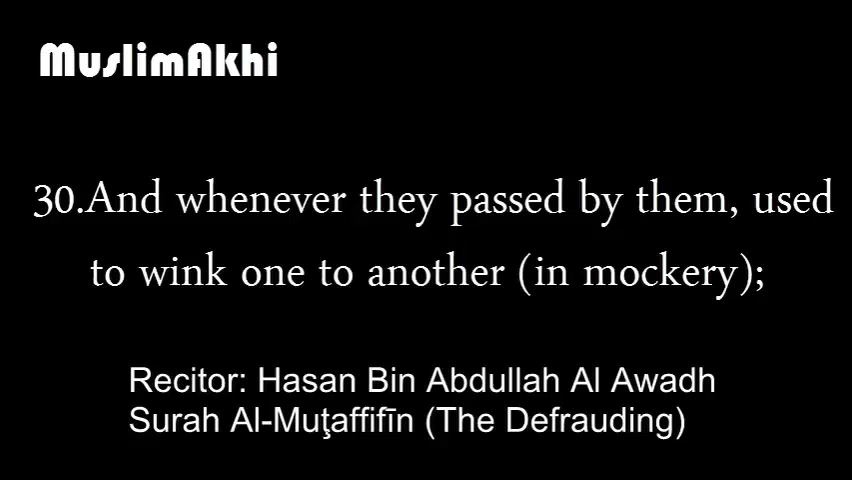 MuslimAkhi
30.And whenever they passed by them, used
to wink one to another (in mockery);
Recitor: Hasan Bin Abdullah Al Awadh
Surah Al-Muţaffifīn (The Defrauding)